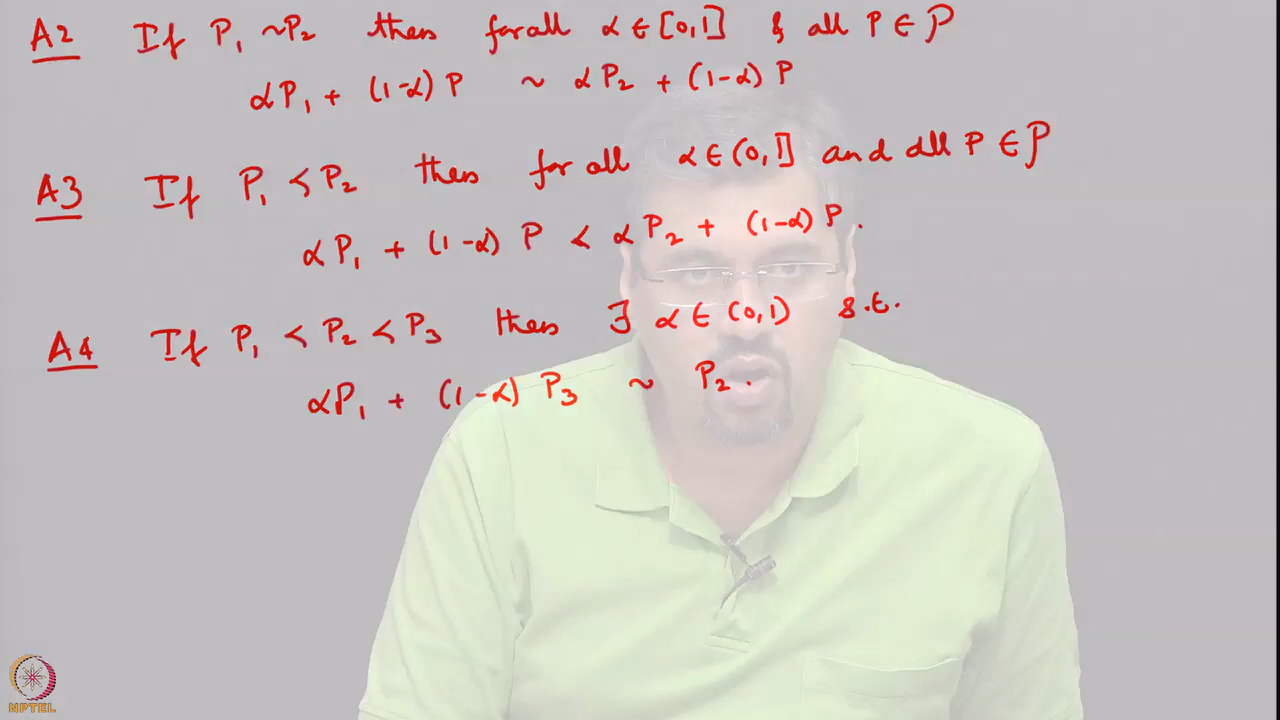 A2 If P₁ ~ P₂ then for all α ∈ [0,1] & all P ∈ 𝒫
αP₁ + (1-α) P ~ αP₂ + (1-α) P
A3 If P₁ < P₂ then for all α ∈ (0,1] and all P ∈ 𝒫
αP₁ + (1-α) P < αP₂ + (1-α) P.
A4 If P₁ < P₂ < P₃ then ∃ α ∈ (0,1) s.t.
αP₁ + (1-α) P₃ ~ P₂.
NPTEL